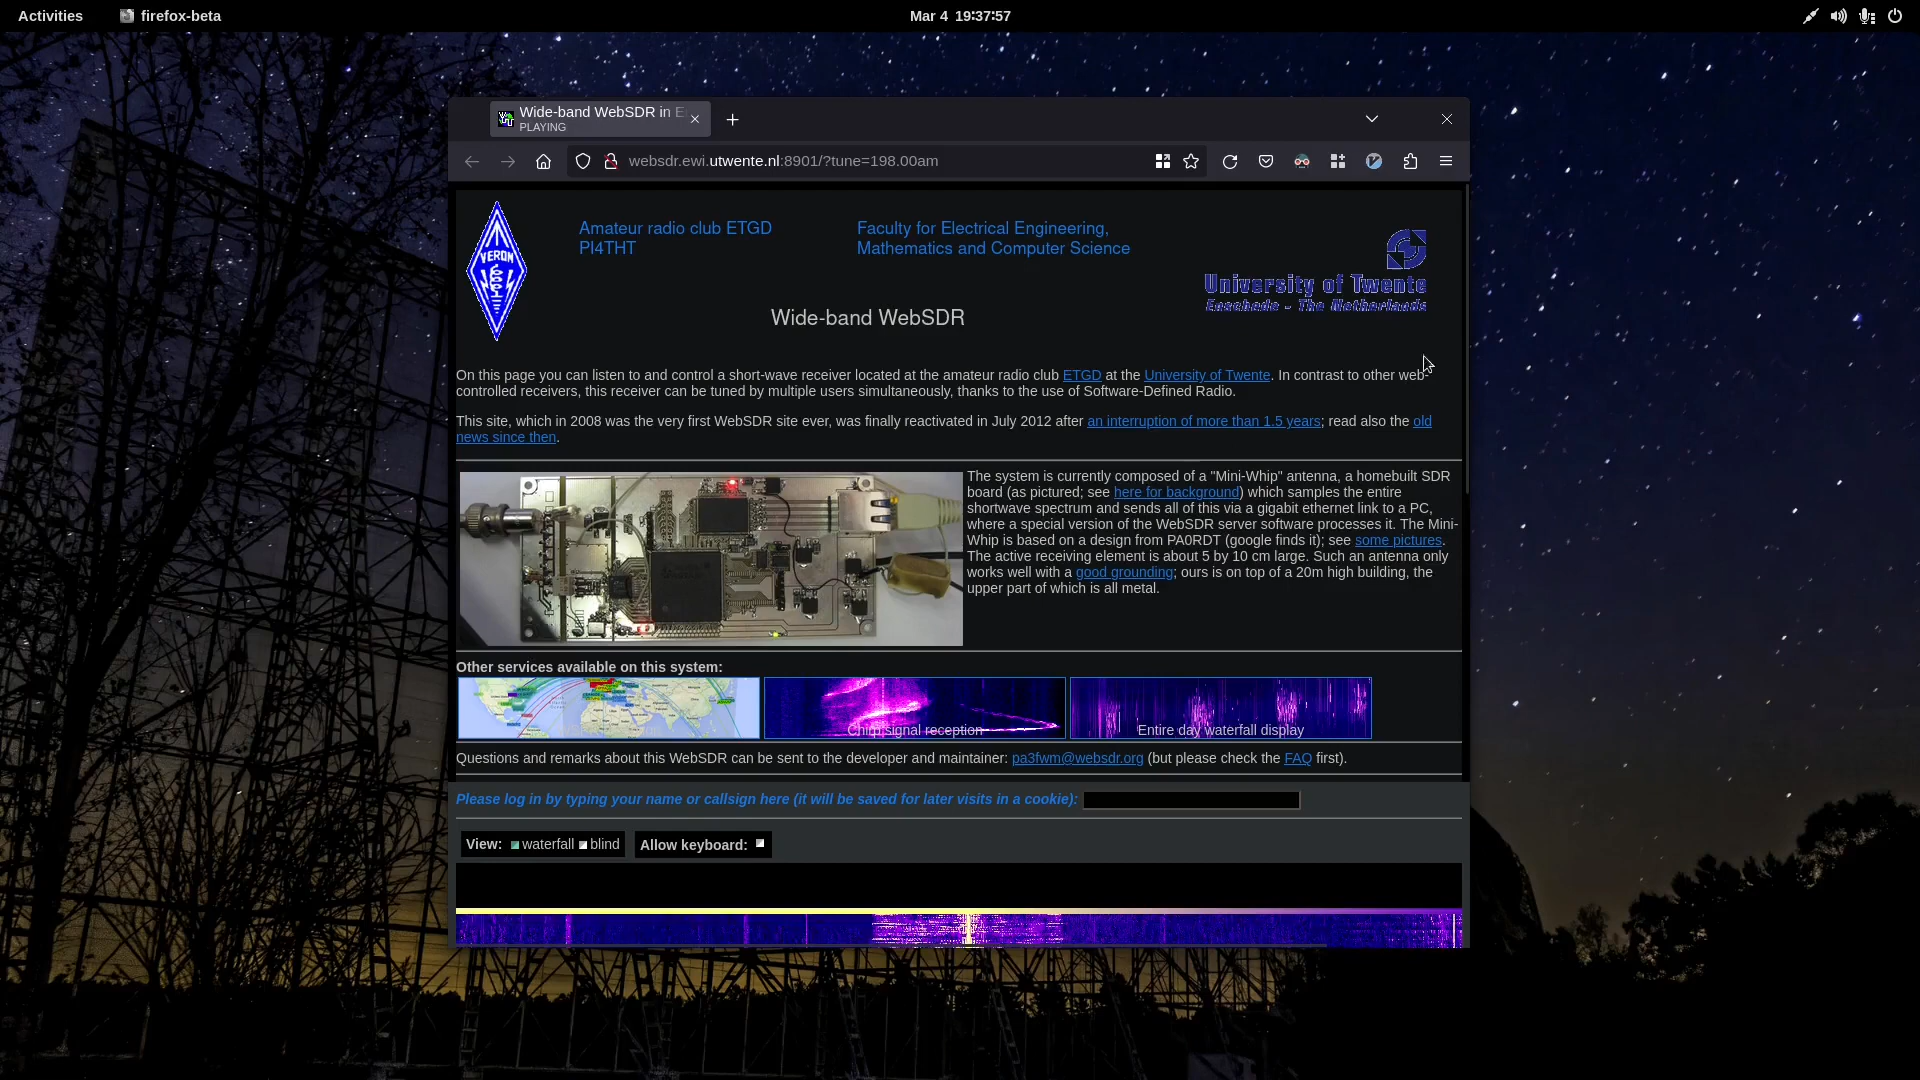 Activities
firefox-beta
Mar 4 19:37:57
Wide-band WebSDR in E
PLAYING
websdr.ewi.utwente.nl:8901/?tune=198.00am
VERON
Amateur radio club ETGD
PI4THT
Faculty for Electrical Engineering,
Mathematics and Computer Science
University of Twente
Enschede - The Netherlands
Wide-band WebSDR
On this page you can listen to and control a short-wave receiver located at the amateur radio club ETGD at the University of Twente. In contrast to other web-
controlled receivers, this receiver can be tuned by multiple users simultaneously, thanks to the use of Software-Defined Radio.
This site, which in 2008 was the very first WebSDR site ever, was finally reactivated in July 2012 after an interruption of more than 1.5 years; read also the old
news since then.
The system is currently composed of a "Mini-Whip" antenna, a homebuilt SDR
board (as pictured; see here for background) which samples the entire
shortwave spectrum and sends all of this via a gigabit ethernet link to a PC,
where a special version of the WebSDR server software processes it. The Mini-
Whip is based on a design from PA0RDT (google finds it); see some pictures.
The active receiving element is about 5 by 10 cm large. Such an antenna only
works well with a good grounding; ours is on top of a 20m high building, the
upper part of which is all metal.
Other services available on this system:
Chirp signal reception
Entire day waterfall display
Questions and remarks about this WebSDR can be sent to the developer and maintainer: pa3fwm@websdr.org (but please check the FAQ first).
Please log in by typing your name or callsign here (it will be saved for later visits in a cookie):
View: waterfall blind
Allow keyboard: